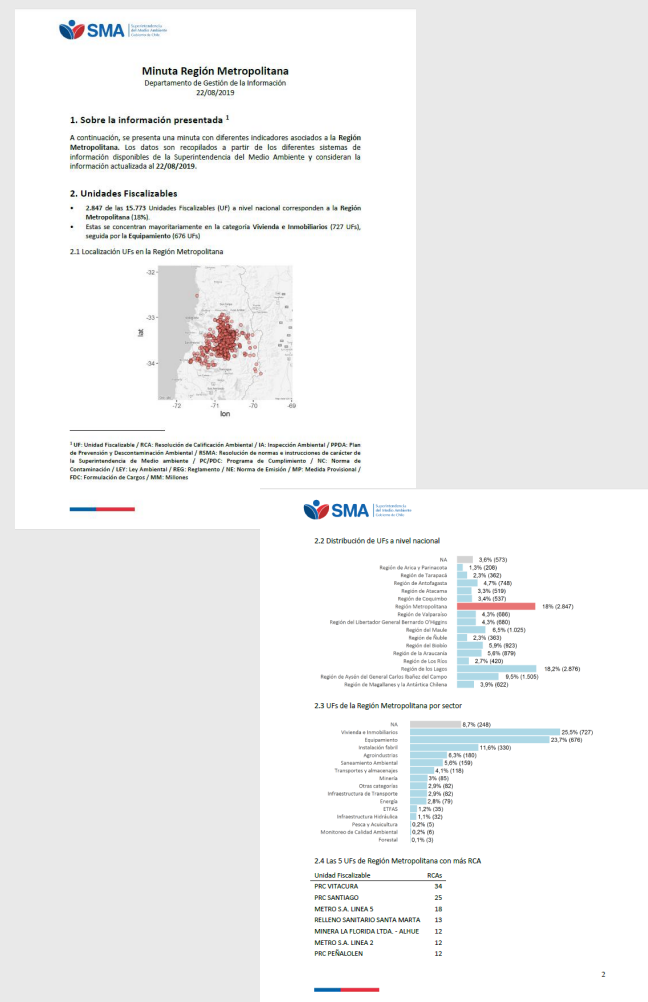 SMA
Superintendencia
del Medio Ambiente
Gobierno de Chile
Minuta Región Metropolitana
Departamento de Gestión de la Información
22/08/2019
1. Sobre la información presentada 1
A continuación, se presenta una minuta con diferentes indicadores asociados a la Región
Metropolitana. Los datos son recopilados a partir de los diferentes sistemas de
información disponibles de la Superintendencia del Medio Ambiente y consideran la
información actualizada al 22/08/2019.
2. Unidades Fiscalizables
• 2.847 de las 15.773 Unidades Fiscalizables (UF) a nivel nacional corresponden a la Región
Metropolitana (18%).
• Estas se concentran mayoritariamente en la categoría Vivienda e Inmobiliarios (727 UFs),
seguida por la Equipamiento (676 UFs)
2.1 Localización UFs en la Región Metropolitana
-32
-33
-34
lat
-72 -71 -70 -69
lon
1 UF: Unidad Fiscalizable / RCA: Resolución de Calificación Ambiental / IA: Inspección Ambiental / PPDA: Plan
de Prevención y Descontaminación Ambiental / RSMA: Resolución de normas e instrucciones de carácter de
la Superintendencia de Medio ambiente / PC/PDC: Programa de Cumplimiento / NC: Norma de
Contaminación / LEY: Ley Ambiental / REG: Reglamento / NE: Norma de Emisión / MP: Medida Provisional /
FDC: Formulación de Cargos / MM: Millones
SMA
Superintendencia
del Medio Ambiente
Gobierno de Chile
2.2 Distribución de UFs a nivel nacional
NA 3,6% (573)
Región de Arica y Parinacota 1,3% (208)
Región de Tarapacá 2,3% (362)
Región de Antofagasta 4,7% (748)
Región de Atacama 3,3% (519)
Región de Coquimbo 3,4% (537)
Región Metropolitana 18% (2.847)
Región de Valparaíso 4,3% (686)
Región del Libertador General Bernardo O'Higgins 4,3% (680)
Región del Maule 6,5% (1.025)
Región de Ñuble 2,3% (363)
Región del Biobío 5,9% (923)
Región de la Araucanía 5,6% (879)
Región de Los Ríos 2,7% (420)
Región de los Lagos 18,2% (2.876)
Región de Aysén del General Carlos Ibañez del Campo 9,5% (1.505)
Región de Magallanes y la Antártica Chilena 3,9% (622)
2.3 UFs de la Región Metropolitana por sector
NA 8,7% (248)
Vivienda e Inmobiliarios 25,5% (727)
Equipamiento 23,7% (676)
Instalación fabril 11,6% (330)
Agroindustrias 6,3% (180)
Saneamiento Ambiental 5,6% (159)
Transportes y almacenajes 4,1% (118)
Minería 3% (85)
Otras categorías 2,9% (82)
Infraestructura de Transporte 2,9% (82)
Energía 2,8% (79)
ETFAS 1,2% (35)
Infraestructura Hidráulica 1,1% (32)
Pesca y Acuicultura 0,2% (5)
Monitoreo de Calidad Ambiental 0,2% (6)
Forestal 0,1% (3)
2.4 Las 5 UFs de Región Metropolitana con más RCA
Unidad Fiscalizable RCAs
PRC VITACURA 34
PRC SANTIAGO 25
METRO S.A. LINEA 5 18
RELLENO SANITARIO SANTA MARTA 13
MINERA LA FLORIDA LTDA. - ALHUE 12
METRO S.A. LINEA 2 12
PRC PEÑALOLEN 12
2